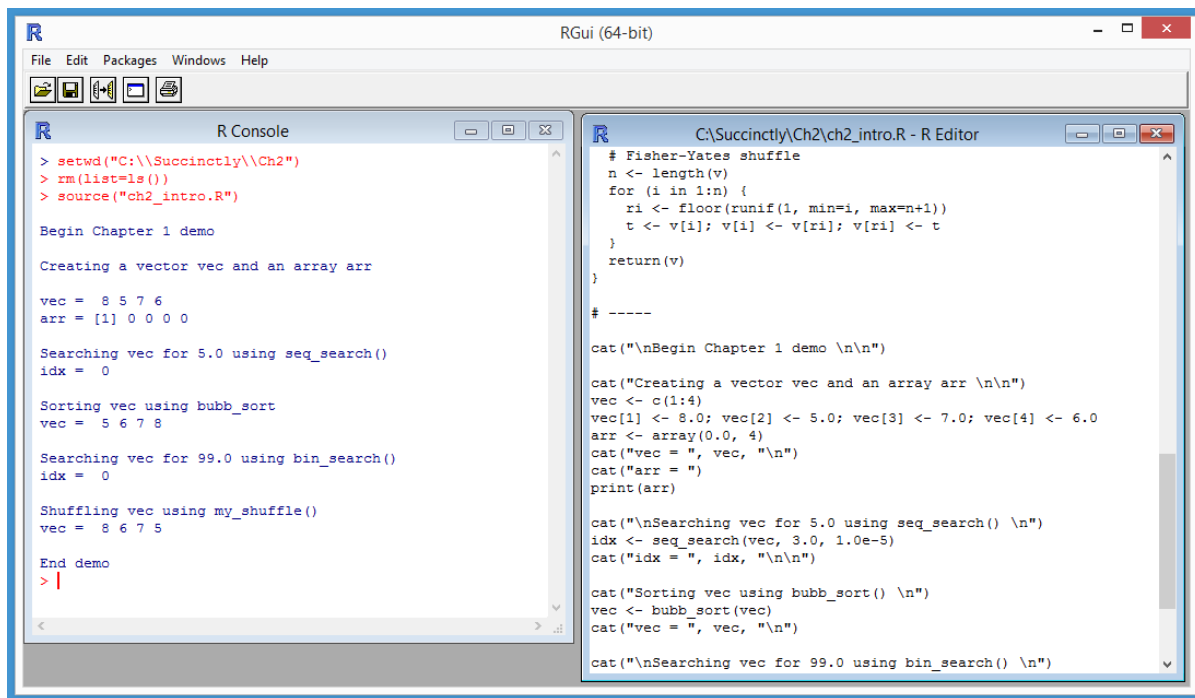 RGui (64-bit)
File Edit Packages Windows Help
R Console
> setwd("C:\\Succinctly\\Ch2")
> rm(list=ls())
> source("ch2_intro.R")
Begin Chapter 1 demo
Creating a vector vec and an array arr
vec =  8 5 7 6
arr = [1] 0 0 0 0
Searching vec for 5.0 using seq_search()
idx =  0
Sorting vec using bubb_sort
vec =  5 6 7 8
Searching vec for 99.0 using bin_search()
idx =  0
Shuffling vec using my_shuffle()
vec =  8 6 7 5
End demo
>
C:\Succinctly\Ch2\ch2_intro.R - R Editor
  # Fisher-Yates shuffle
  n <- length(v)
  for (i in 1:n) {
    ri <- floor(runif(1, min=i, max=n+1))
    t <- v[i]; v[i] <- v[ri]; v[ri] <- t
  }
  return(v)
}
# -----
cat("\nBegin Chapter 1 demo \n\n")
cat("Creating a vector vec and an array arr \n\n")
vec <- c(1:4)
vec[1] <- 8.0; vec[2] <- 5.0; vec[3] <- 7.0; vec[4] <- 6.0
arr <- array(0.0, 4)
cat("vec = ", vec, "\n")
cat("arr = ")
print(arr)
cat("\nSearching vec for 5.0 using seq_search() \n")
idx <- seq_search(vec, 3.0, 1.0e-5)
cat("idx = ", idx, "\n\n")
cat("Sorting vec using bubb_sort() \n")
vec <- bubb_sort(vec)
cat("vec = ", vec, "\n")
cat("\nSearching vec for 99.0 using bin_search() \n")